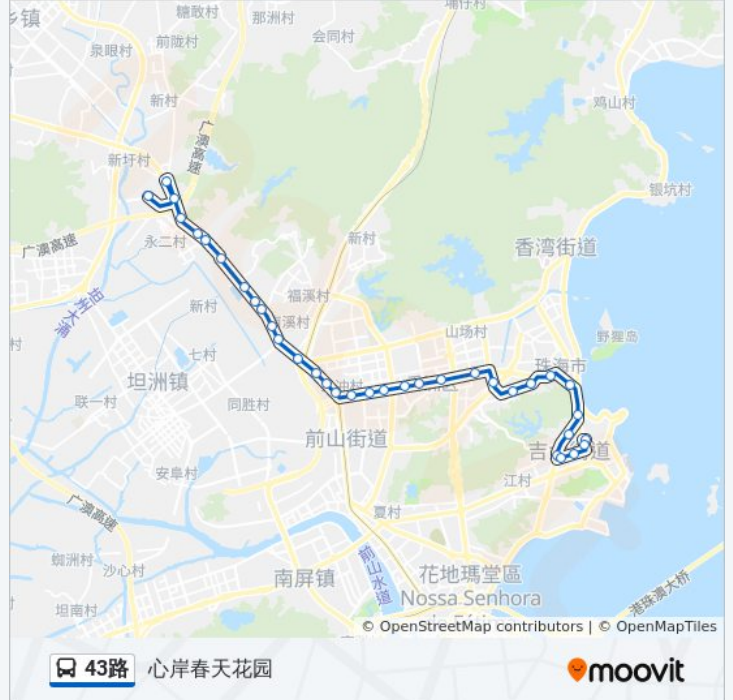 乡镇
糖敢村
那洲村
埔仔村
会同村
泉眼村
前陇村
新村
鸡山村
广澳高速
新圩村
银坑村
永二村
广澳高速
新村
香湾街道
坦洲大涌
福溪村
新村
溪村
山场村
野狸岛
村
七村
坦洲镇
珠海市
联一村
同胜村
冲村
前山街道
吉 道
安阜村
江村
广澳高速
夏村
蜘洲村
沙心村
前山水道
南屏镇
花地瑪堂區
Nossa Senhora
港珠澳大桥
坦南村
© OpenStreetMap contributors | © OpenMapTiles
43路 心岸春天花园
moovit